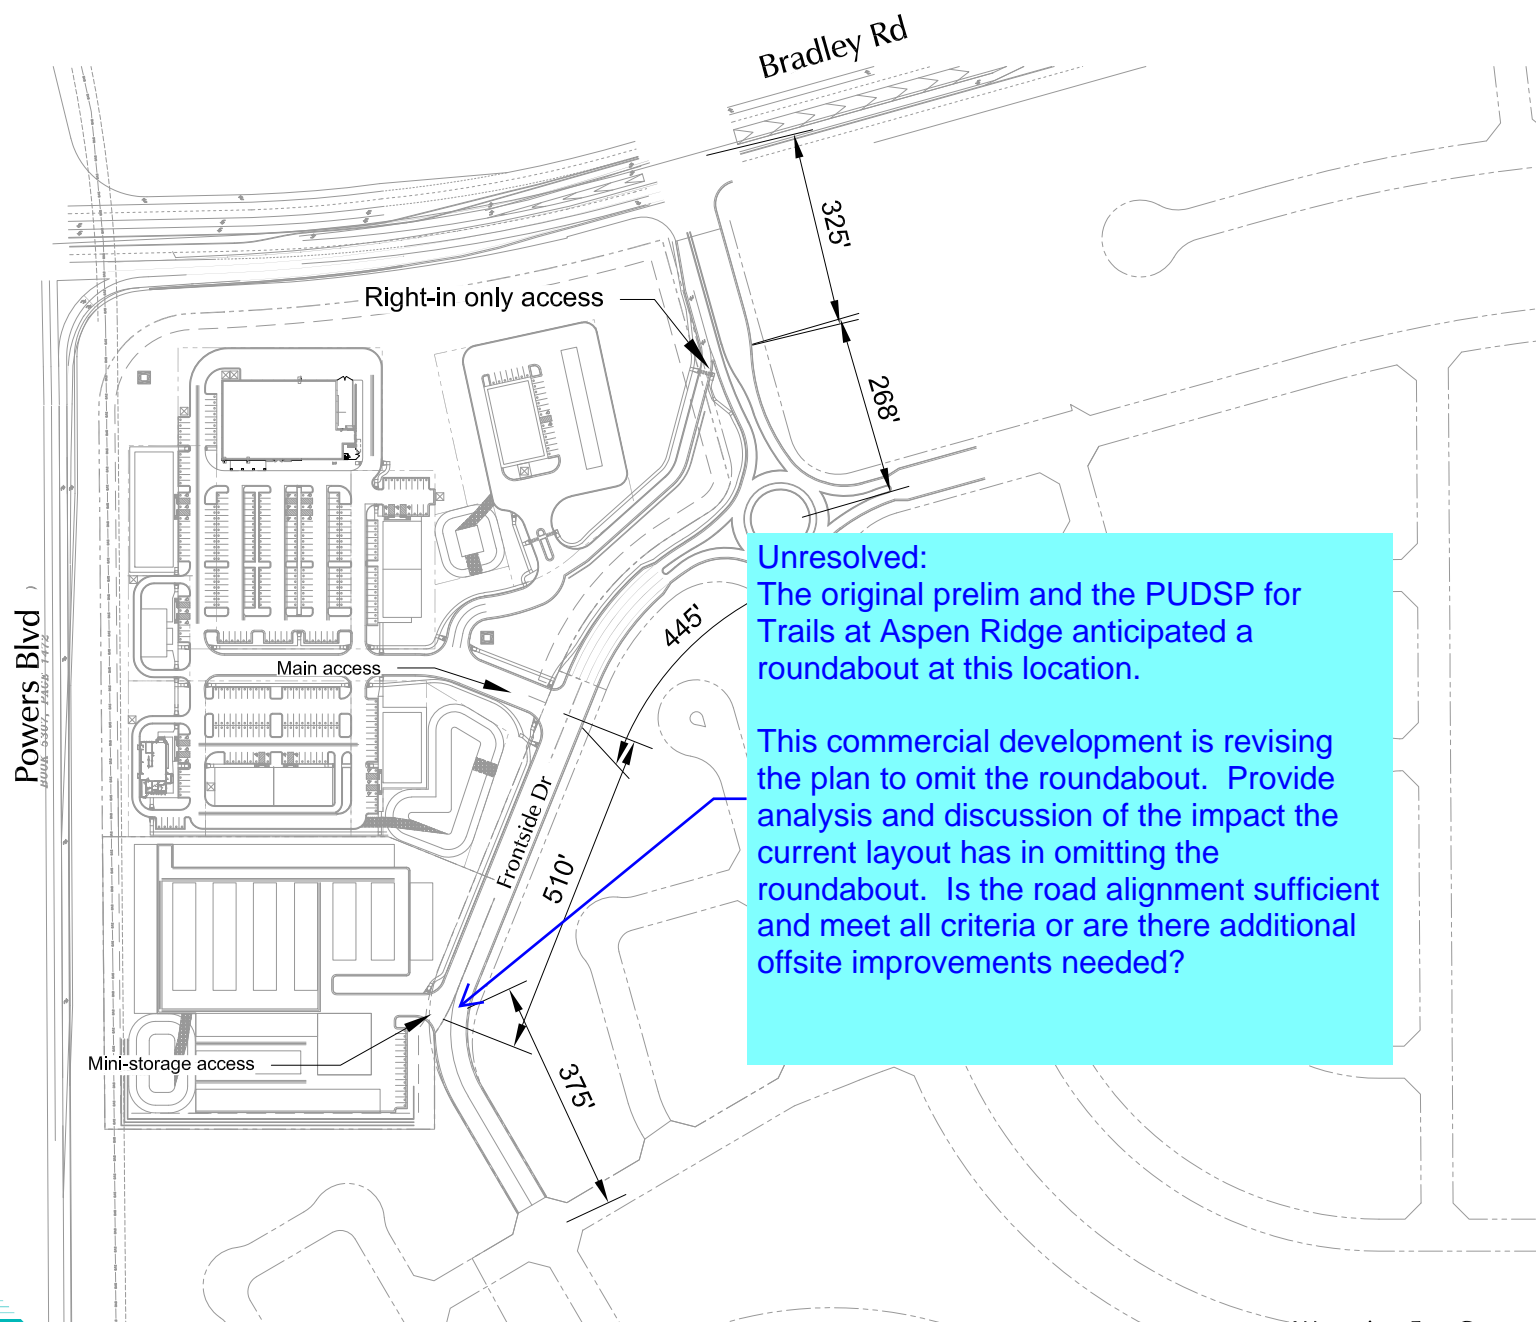 Bradley Rd
325'
Right-in only access
268'
Unresolved:
The original prelim and the PUDSP for
Trails at Aspen Ridge anticipated a
roundabout at this location.
This commercial development is revising
the plan to omit the roundabout.  Provide
analysis and discussion of the impact the
current layout has in omitting the
roundabout.  Is the road alignment sufficient
and meet all criteria or are there additional
offsite improvements needed?
445'
Main access
Powers Blvd
BOOK 5307, PAGE 1472
Frontside Dr
510'
Mini-storage access
375'